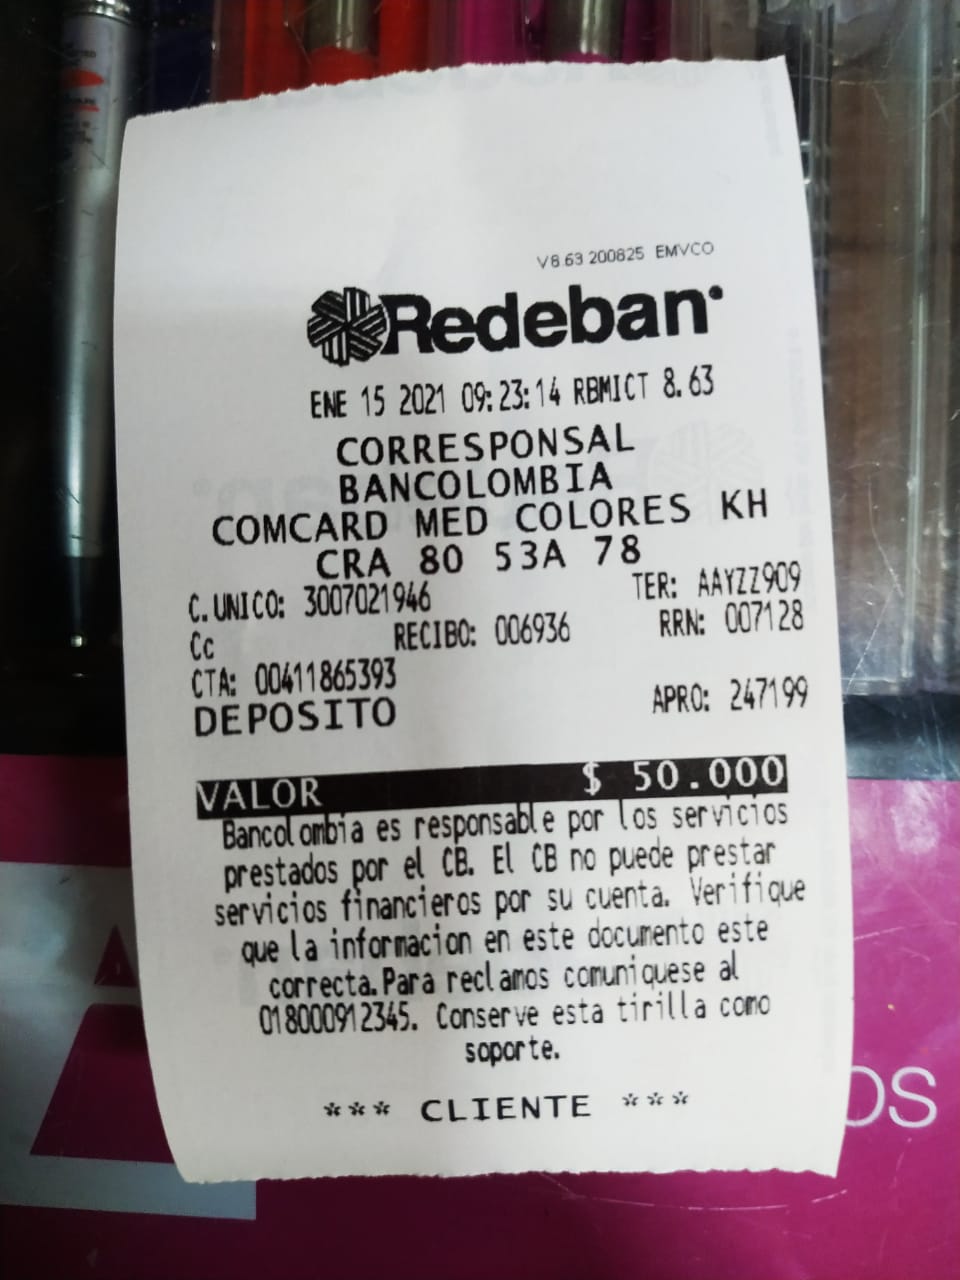 V8.63 200825 EMVCO
Redeban
ENE 15 2021 09:23:14 RBMICT 8.63
CORRESPONSAL
BANCOLOMBIA
COMCARD MED COLORES KH
CRA 80 53A 78
C.UNICO: 3007021946 TER: AAYZZ909
Cc RECIBO: 006936 RRN: 007128
CTA: 00411865393
DEPOSITO APRO: 247199
VALOR $ 50.000
Bancolombia es responsable por los servicios
prestados por el CB. El CB no puede prestar
servicios financieros por su cuenta. Verifique
que la informacion en este documento este
correcta.Para reclamos comuniquese al
018000912345. Conserve esta tirilla como
soporte.
*** CLIENTE ***
OS